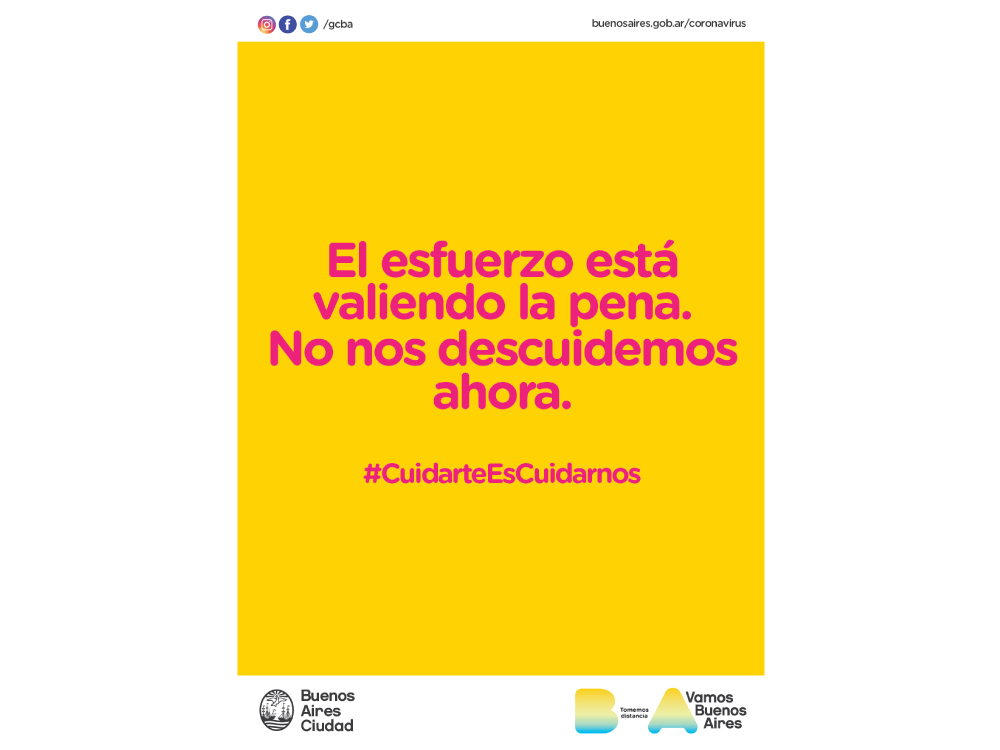 /gcba
buenosaires.gob.ar/coronavirus
El esfuerzo está
valiendo la pena.
No nos descuidemos
ahora.
#CuidarteEsCuidarnos
Buenos
Aires
Ciudad
BA
Tomemos
distancia
Vamos
Buenos
Aires